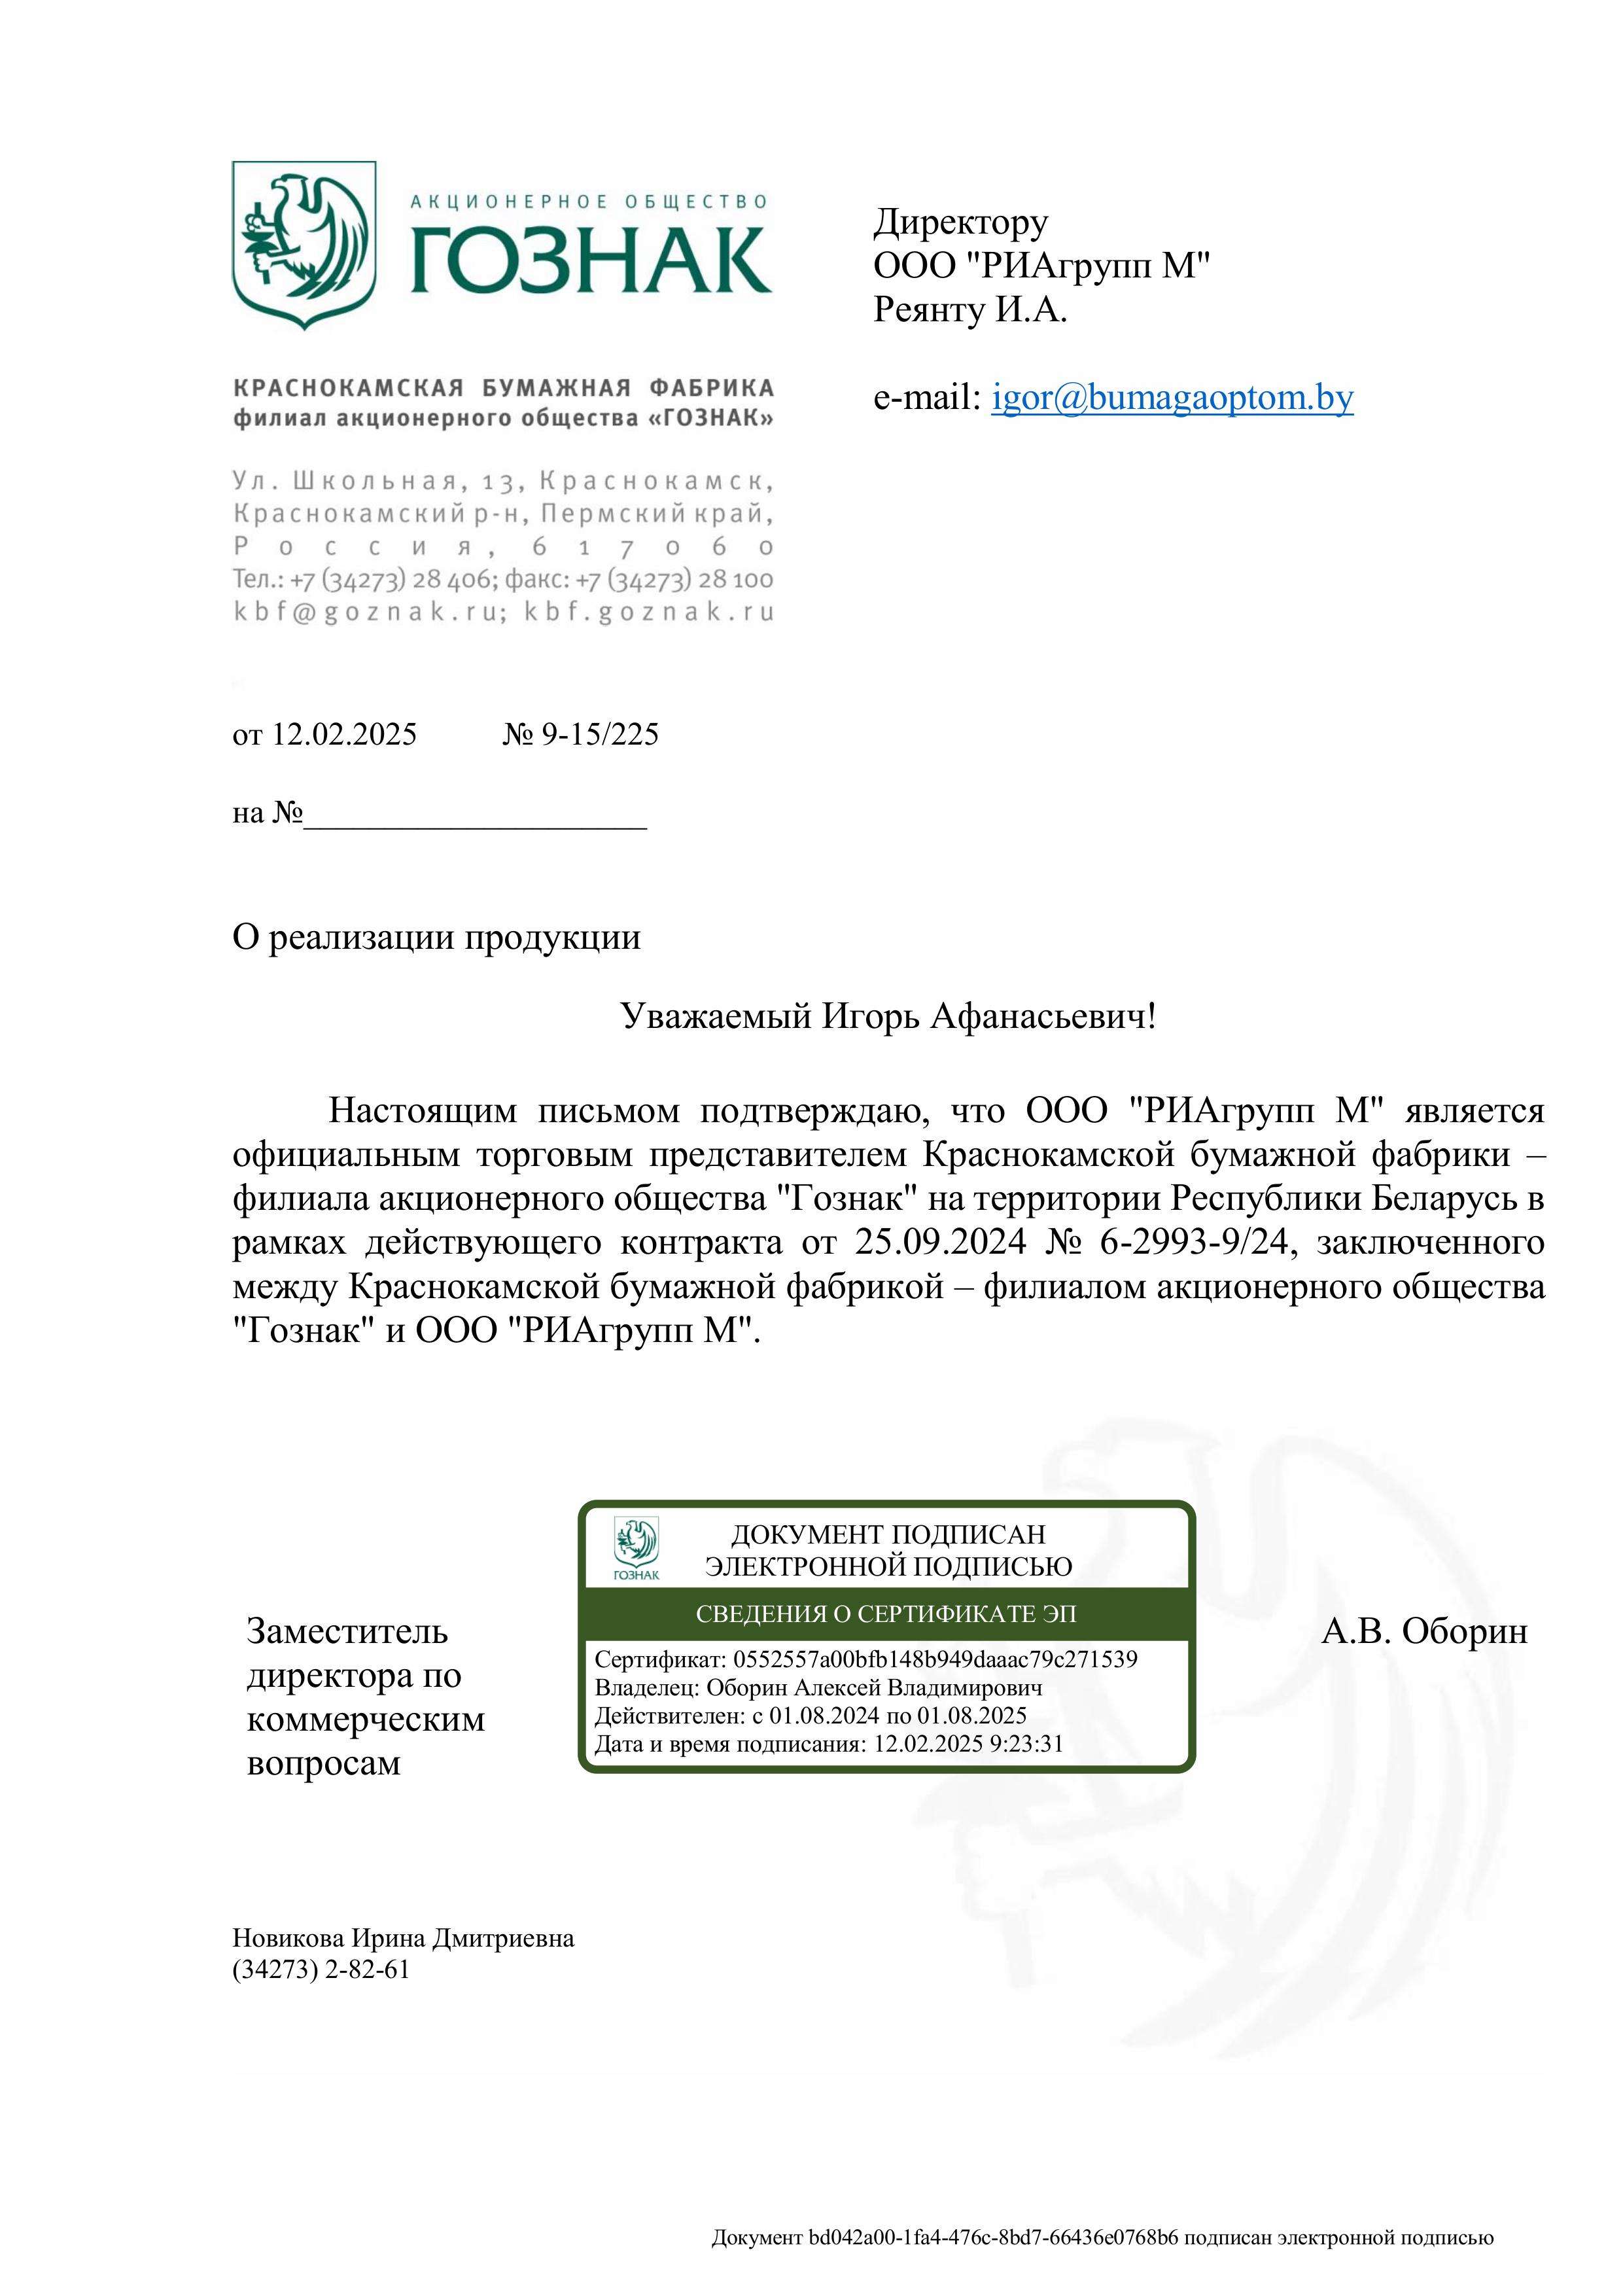 АКЦИОНЕРНОЕ ОБЩЕСТВО
ГОЗНАК
КРАСНОКАМСКАЯ БУМАЖНАЯ ФАБРИКА
филиал акционерного общества «ГОЗНАК»
Ул. Школьная, 13, Краснокамск,
Краснокамский р-н, Пермский край,
Россия, 617060
Тел.: +7 (34273) 28 406; факс: +7 (34273) 28 100
kbf@goznak.ru; kbf.goznak.ru
Директору
ООО "РИАгрупп М"
Реянту И.А.
e-mail: igor@bumagaoptom.by
от 12.02.2025 № 9-15/225
на №_____________________
О реализации продукции
Уважаемый Игорь Афанасьевич!
Настоящим письмом подтверждаю, что ООО "РИАгрупп М" является
официальным торговым представителем Краснокамской бумажной фабрики –
филиала акционерного общества "Гознак" на территории Республики Беларусь в
рамках действующего контракта от 25.09.2024 № 6-2993-9/24, заключенного
между Краснокамской бумажной фабрикой – филиалом акционерного общества
"Гознак" и ООО "РИАгрупп М".
Заместитель
директора по
коммерческим
вопросам
ГОЗНАК
ДОКУМЕНТ ПОДПИСАН
ЭЛЕКТРОННОЙ ПОДПИСЬЮ
СВЕДЕНИЯ О СЕРТИФИКАТЕ ЭП
Сертификат: 0552557a00bfb148b949daaac79c271539
Владелец: Оборин Алексей Владимирович
Действителен: с 01.08.2024 по 01.08.2025
Дата и время подписания: 12.02.2025 9:23:31
А.В. Оборин
Новикова Ирина Дмитриевна
(34273) 2-82-61
Документ bd042a00-1fa4-476c-8bd7-66436e0768b6 подписан электронной подписью